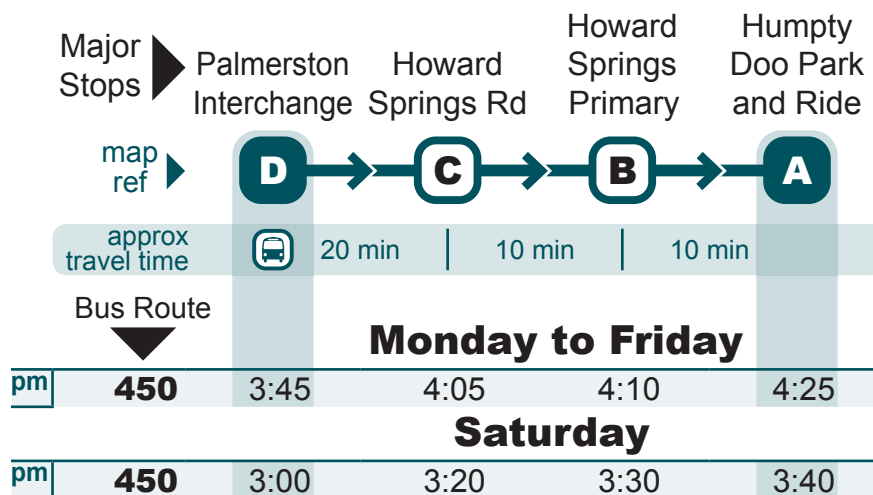 Major Stops
Palmerston Interchange
Howard Springs Rd
Howard Springs Primary
Humpty Doo Park and Ride
map ref
D C B A
approx travel time
20 min 10 min 10 min
Bus Route
Monday to Friday
pm 450 3:45 4:05 4:10 4:25
Saturday
pm 450 3:00 3:20 3:30 3:40